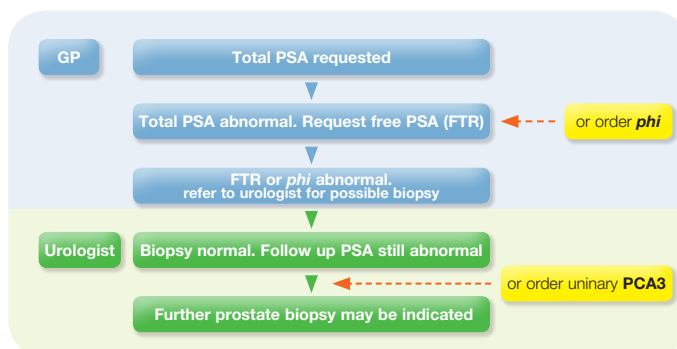 GP
Total PSA requested
Total PSA abnormal. Request free PSA (FTR)
or order phi
FTR or phi abnormal.
refer to urologist for possible biopsy
Urologist
Biopsy normal. Follow up PSA still abnormal
or order uninary PCA3
Further prostate biopsy may be indicated